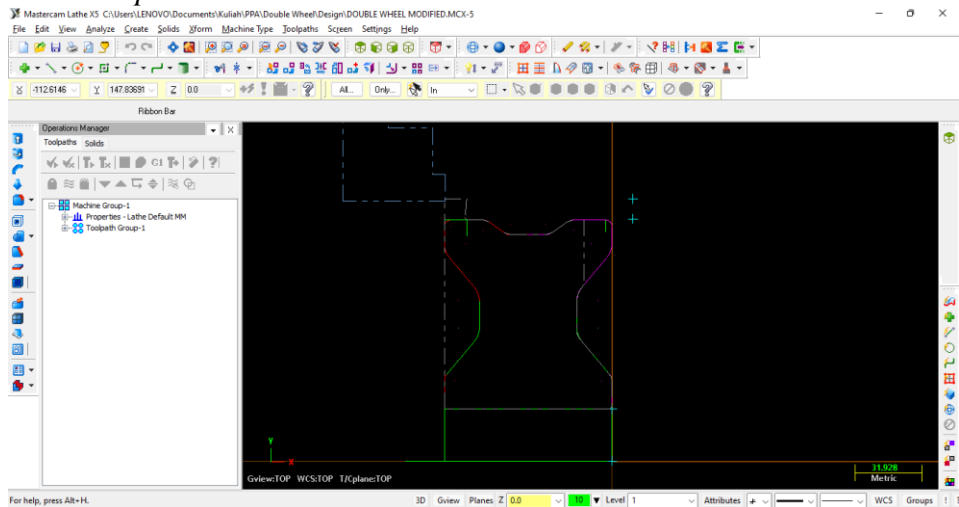 Mastercam Lathe X5 C:\Users\LENOVO\Documents\Kuliah\PPA\Double Wheel\Design\DOUBLE WHEEL MODIFIED.MCX-5
File Edit View Analyze Create Solids Xform Machine Type Toolpaths Screen Settings Help
X -112.6146 Y 147.83691 Z 0.0 All... Only... In
Ribbon Bar
Operations Manager
Toolpaths Solids
G1
Machine Group-1
Properties - Lathe Default MM
Toolpath Group-1
Y
X
Gview:TOP WCS:TOP T/Cplane:TOP
31.928
Metric
For help, press Alt+H.
3D Gview Planes Z 0.0 10 Level 1 Attributes WCS Groups